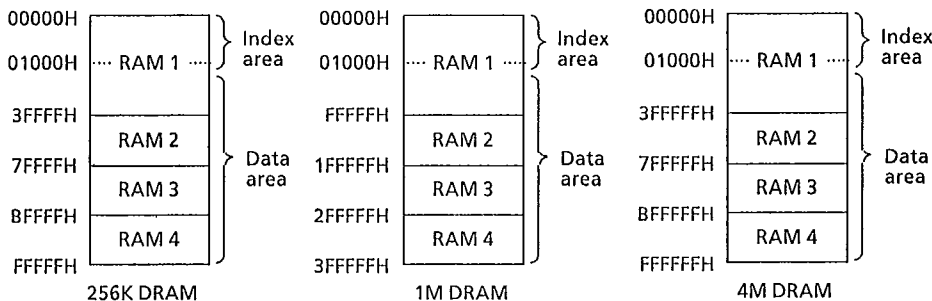 00000H
01000H
RAM 1
Index
area
3FFFFH
RAM 2
7FFFFH
RAM 3
BFFFFH
RAM 4
FFFFFH
Data
area
256K DRAM
00000H
01000H
RAM 1
Index
area
FFFFFH
RAM 2
1FFFFFH
RAM 3
2FFFFFH
RAM 4
3FFFFFH
Data
area
1M DRAM
00000H
01000H
RAM 1
Index
area
3FFFFFH
RAM 2
7FFFFFH
RAM 3
BFFFFFH
RAM 4
FFFFFFH
Data
area
4M DRAM